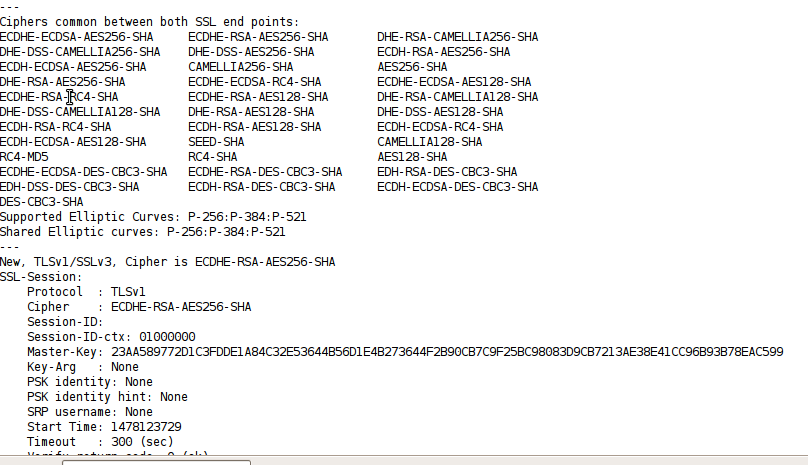 ---
Ciphers common between both SSL end points:
ECDHE-ECDSA-AES256-SHA     ECDHE-RSA-AES256-SHA       DHE-RSA-CAMELLIA256-SHA
DHE-DSS-CAMELLIA256-SHA    DHE-DSS-AES256-SHA         ECDH-RSA-AES256-SHA
ECDH-ECDSA-AES256-SHA      CAMELLIA256-SHA            AES256-SHA
DHE-RSA-AES256-SHA         ECDHE-ECDSA-RC4-SHA        ECDHE-ECDSA-AES128-SHA
ECDHE-RSA-RC4-SHA          ECDHE-RSA-AES128-SHA       DHE-RSA-CAMELLIA128-SHA
DHE-DSS-CAMELLIA128-SHA    DHE-RSA-AES128-SHA         DHE-DSS-AES128-SHA
ECDH-RSA-RC4-SHA           ECDH-RSA-AES128-SHA        ECDH-ECDSA-RC4-SHA
ECDH-ECDSA-AES128-SHA      SEED-SHA                   CAMELLIA128-SHA
RC4-MD5                    RC4-SHA                    AES128-SHA
ECDHE-ECDSA-DES-CBC3-SHA   ECDHE-RSA-DES-CBC3-SHA     EDH-RSA-DES-CBC3-SHA
EDH-DSS-DES-CBC3-SHA       ECDH-RSA-DES-CBC3-SHA      ECDH-ECDSA-DES-CBC3-SHA
DES-CBC3-SHA
Supported Elliptic Curves: P-256:P-384:P-521
Shared Elliptic curves: P-256:P-384:P-521
---
New, TLSv1/SSLv3, Cipher is ECDHE-RSA-AES256-SHA
SSL-Session:
    Protocol  : TLSv1
    Cipher    : ECDHE-RSA-AES256-SHA
    Session-ID:
    Session-ID-ctx: 01000000
    Master-Key: 23AA589772D1C3FDDE1A84C32E53644B56D1E4B273644F2B90CB7C9F25BC98083D9CB7213AE38E41CC96B93B78EAC599
    Key-Arg   : None
    PSK identity: None
    PSK identity hint: None
    SRP username: None
    Start Time: 1478123729
    Timeout   : 300 (sec)
    Verify return code: 0 (ok)